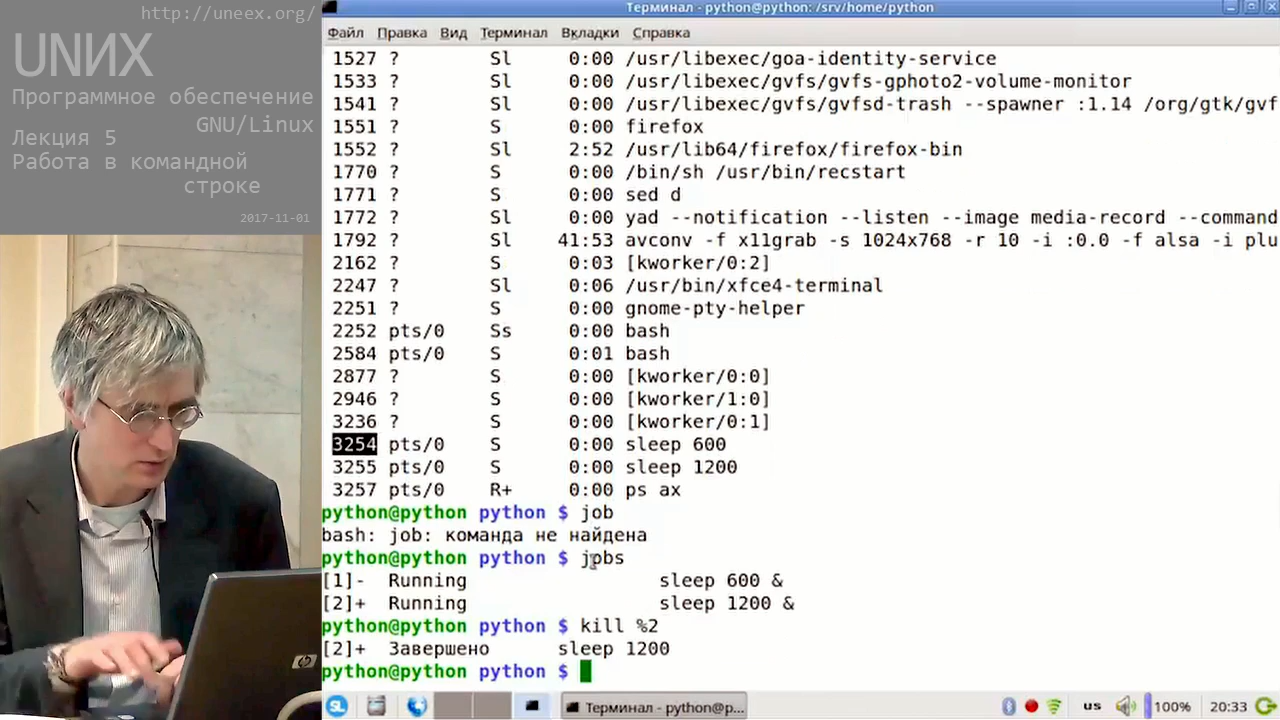 http://uneex.org/
UNИX
Программное обеспечение
GNU/Linux
Лекция 5
Работа в командной
строке
2017-11-01
Терминал - python@python: /srv/home/python
Файл Правка Вид Терминал Вкладки Справка
1527 ? Sl 0:00 /usr/libexec/goa-identity-service
1533 ? Sl 0:00 /usr/libexec/gvfs/gvfs-gphoto2-volume-monitor
1541 ? Sl 0:00 /usr/libexec/gvfs/gvfsd-trash --spawner :1.14 /org/gtk/gvf
1551 ? S 0:00 firefox
1552 ? Sl 2:52 /usr/lib64/firefox/firefox-bin
1770 ? S 0:00 /bin/sh /usr/bin/recstart
1771 ? S 0:00 sed d
1772 ? Sl 0:00 yad --notification --listen --image media-record --command
1792 ? Sl 41:53 avconv -f x11grab -s 1024x768 -r 10 -i :0.0 -f alsa -i plu
2162 ? S 0:03 [kworker/0:2]
2247 ? Sl 0:06 /usr/bin/xfce4-terminal
2251 ? S 0:00 gnome-pty-helper
2252 pts/0 Ss 0:00 bash
2584 pts/0 S 0:01 bash
2877 ? S 0:00 [kworker/0:0]
2946 ? S 0:00 [kworker/1:0]
3236 ? S 0:00 [kworker/0:1]
3254 pts/0 S 0:00 sleep 600
3255 pts/0 S 0:00 sleep 1200
3257 pts/0 R+ 0:00 ps ax
python@python python $ job
bash: job: команда не найдена
python@python python $ jobs
[1]- Running sleep 600 &
[2]+ Running sleep 1200 &
python@python python $ kill %2
[2]+ Завершено sleep 1200
python@python python $
SL Терминал - python@p... us 100% 20:33
hp